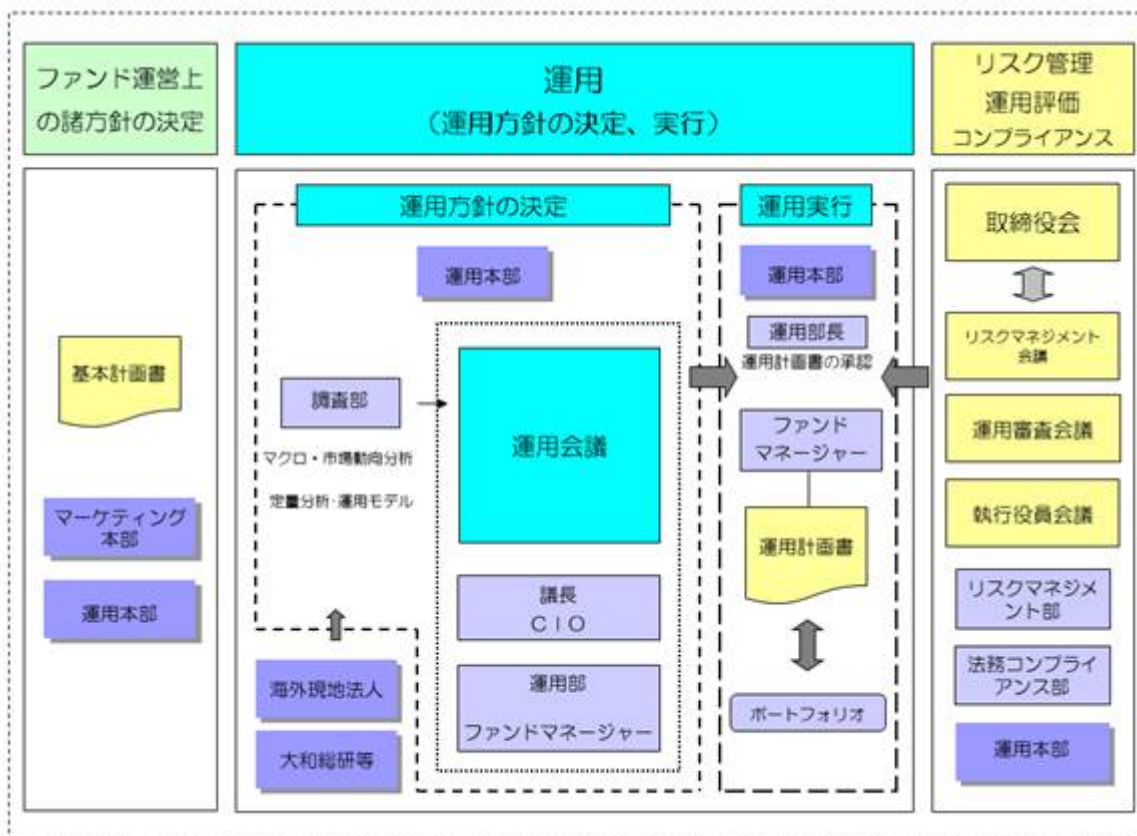 ファンド運営上
の諸方針の決定
基本計画書
マーケティング
本部
運用本部
運用
（運用方針の決定、実行）
運用方針の決定
運用本部
調査部
マクロ・市場動向分析
定量分析・運用モデル
運用会議
議長
ＣＩＯ
運用部
ファンドマネージャー
海外現地法人
大和総研等
運用実行
運用本部
運用部長
運用計画書の承認
ファンド
マネージャー
運用計画書
ポートフォリオ
リスク管理
運用評価
コンプライアンス
取締役会
リスクマネジメント
会議
運用審査会議
執行役員会議
リスクマネジメ
ント部
法務コンプライ
アンス部
運用本部